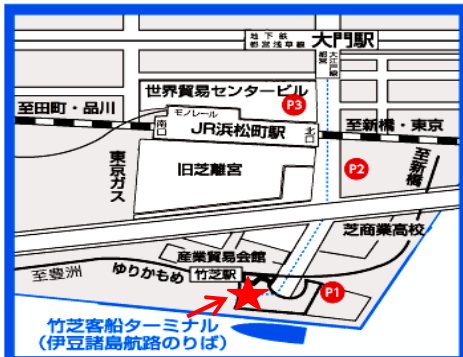 地下鉄
都営浅草線
大門駅
都営
大江戸線
世界貿易センタービル
P3
至田町・品川
モノレール
南口
JR浜松町駅
北口
至新橋・東京
東京ガス
旧芝離宮
P2
至新橋
芝商業高校
産業貿易会館
至豊洲
ゆりかもめ
竹芝駅
P1
竹芝客船ターミナル
（伊豆諸島航路のりば）